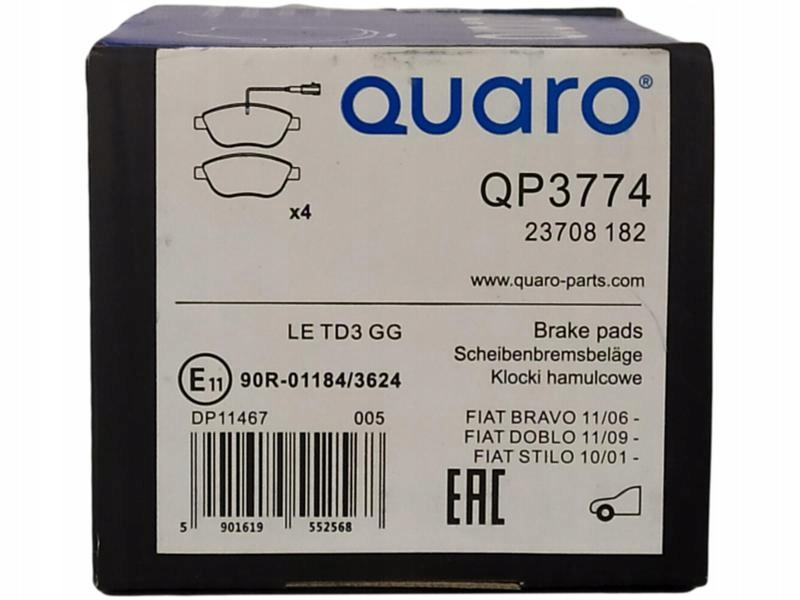 QUARO®
x4
QP3774
23708 182
www.quaro-parts.com
LE TD3 GG
Brake pads
Scheibenbremsbeläge
Klocki hamulcowe
E11 90R-01184/3624
DP11467 005
FIAT BRAVO 11/06 -
FIAT DOBLO 11/09 -
FIAT STILO 10/01 -
5 901619 552568
EAC